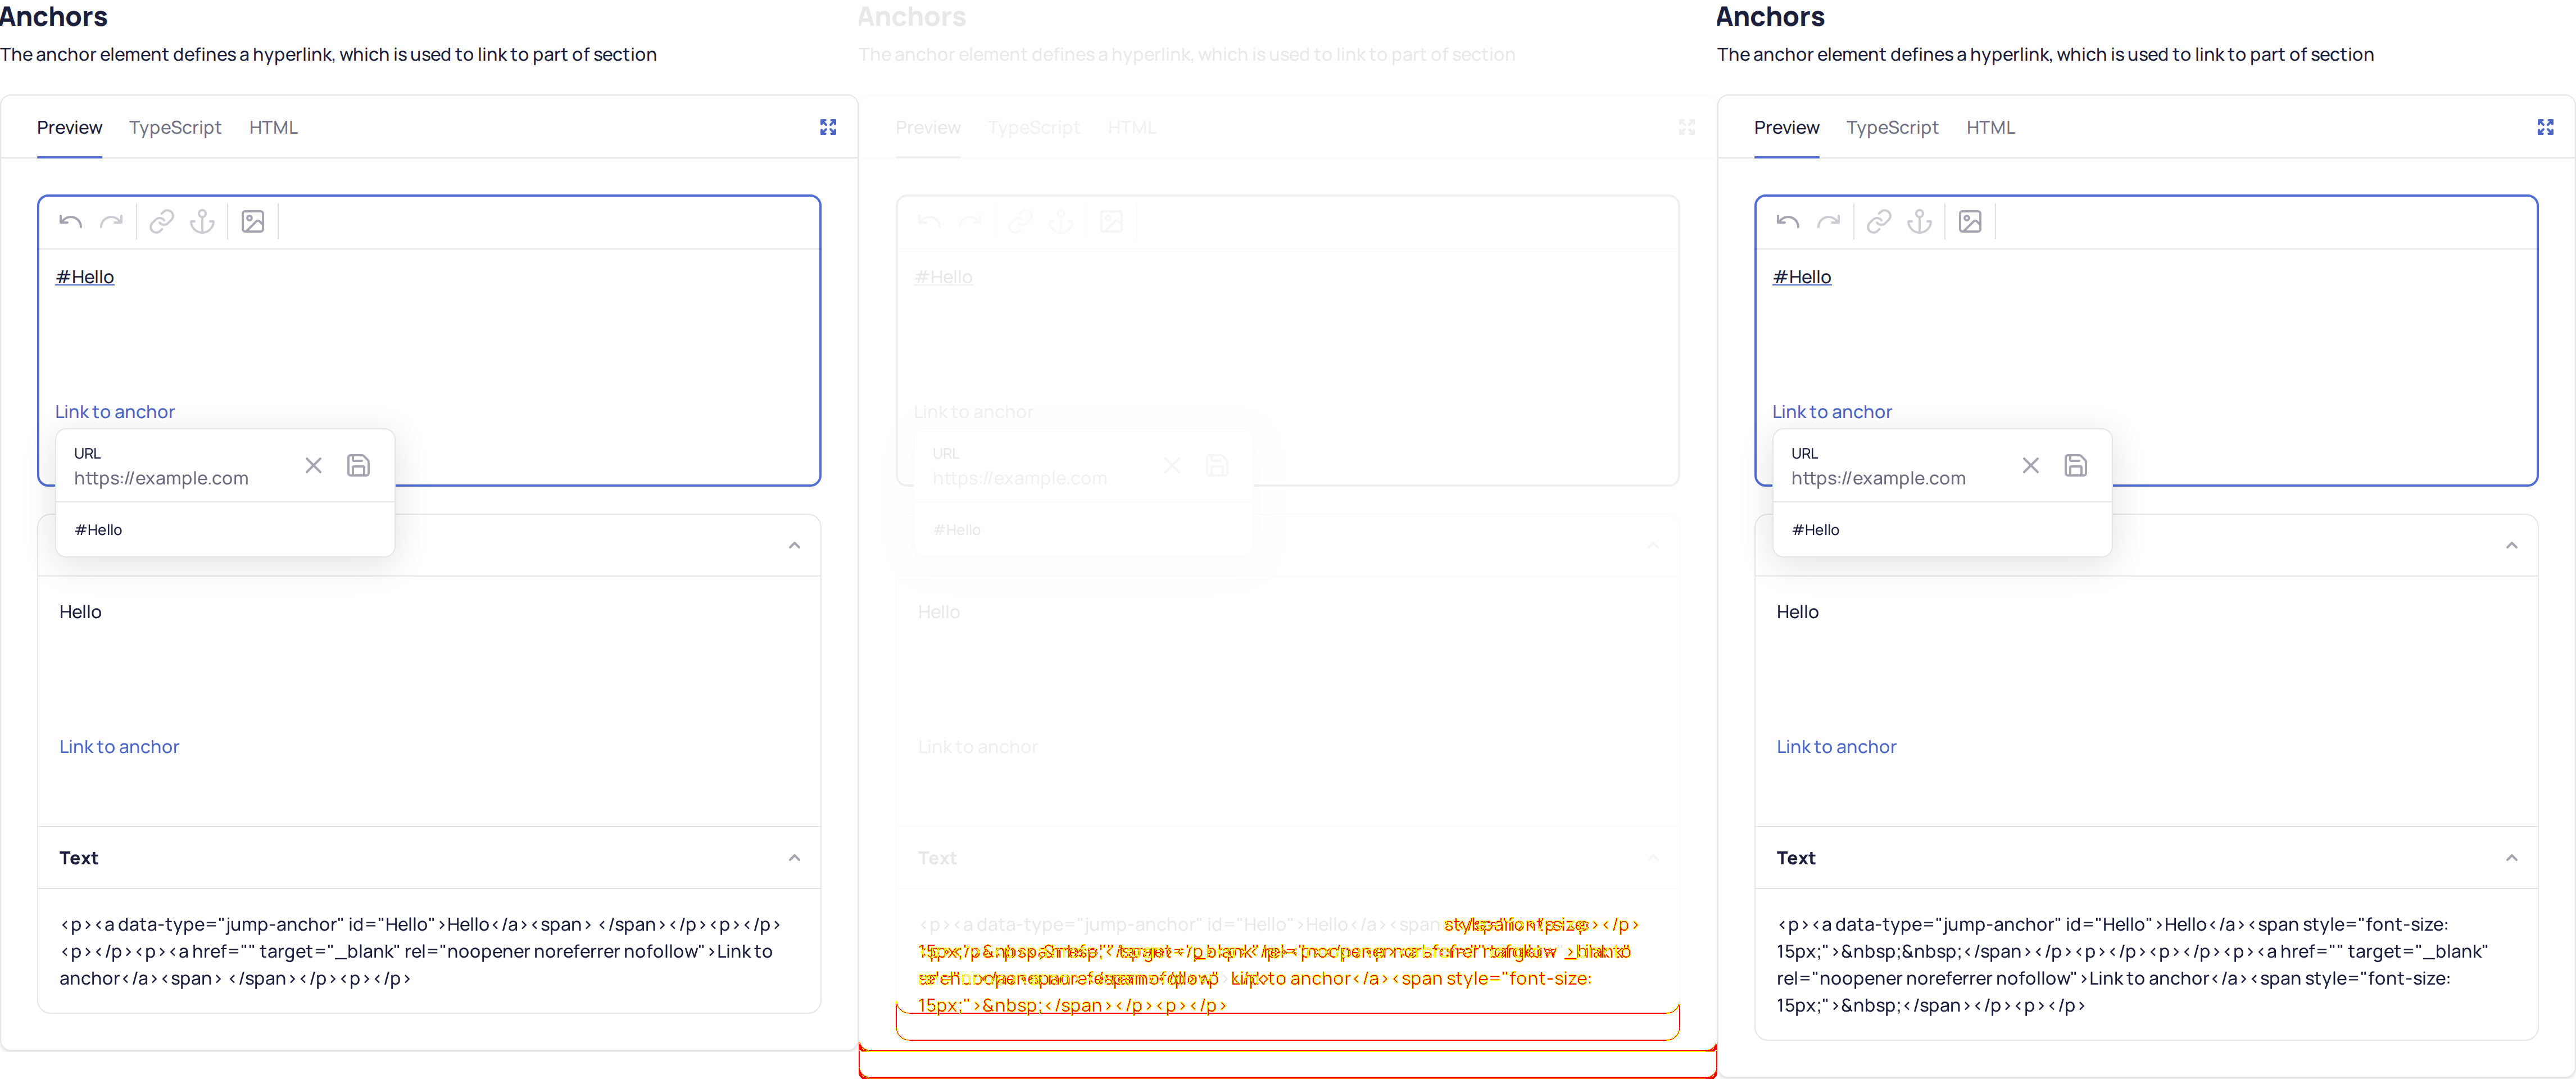 Anchors
The anchor element defines a hyperlink, which is used to link to part of section
Preview TypeScript HTML
#Hello
Link to anchor
URL
https://example.com
#Hello
Hello
Link to anchor
Text
<p><a data-type="jump-anchor" id="Hello">Hello</a><span> </span></p><p></p>
<p></p><p><a href="" target="_blank" rel="noopener noreferrer nofollow">Link to
anchor</a><span> </span></p><p></p>
Anchors
The anchor element defines a hyperlink, which is used to link to part of section
Preview TypeScript HTML
#Hello
Link to anchor
URL
https://example.com
#Hello
Hello
Link to anchor
Text
<p><a data-type="jump-anchor" id="Hello">Hello</a><span
to anchor</a><span style="font-size:
15px;">&nbsp;</span></p><p></p>
Anchors
The anchor element defines a hyperlink, which is used to link to part of section
Preview TypeScript HTML
#Hello
Link to anchor
URL
https://example.com
#Hello
Hello
Link to anchor
Text
<p><a data-type="jump-anchor" id="Hello">Hello</a><span style="font-size:
15px;">&nbsp;&nbsp;</span></p><p></p><p></p><p><a href="" target="_blank"
rel="noopener noreferrer nofollow">Link to anchor</a><span style="font-size:
15px;">&nbsp;</span></p><p></p>